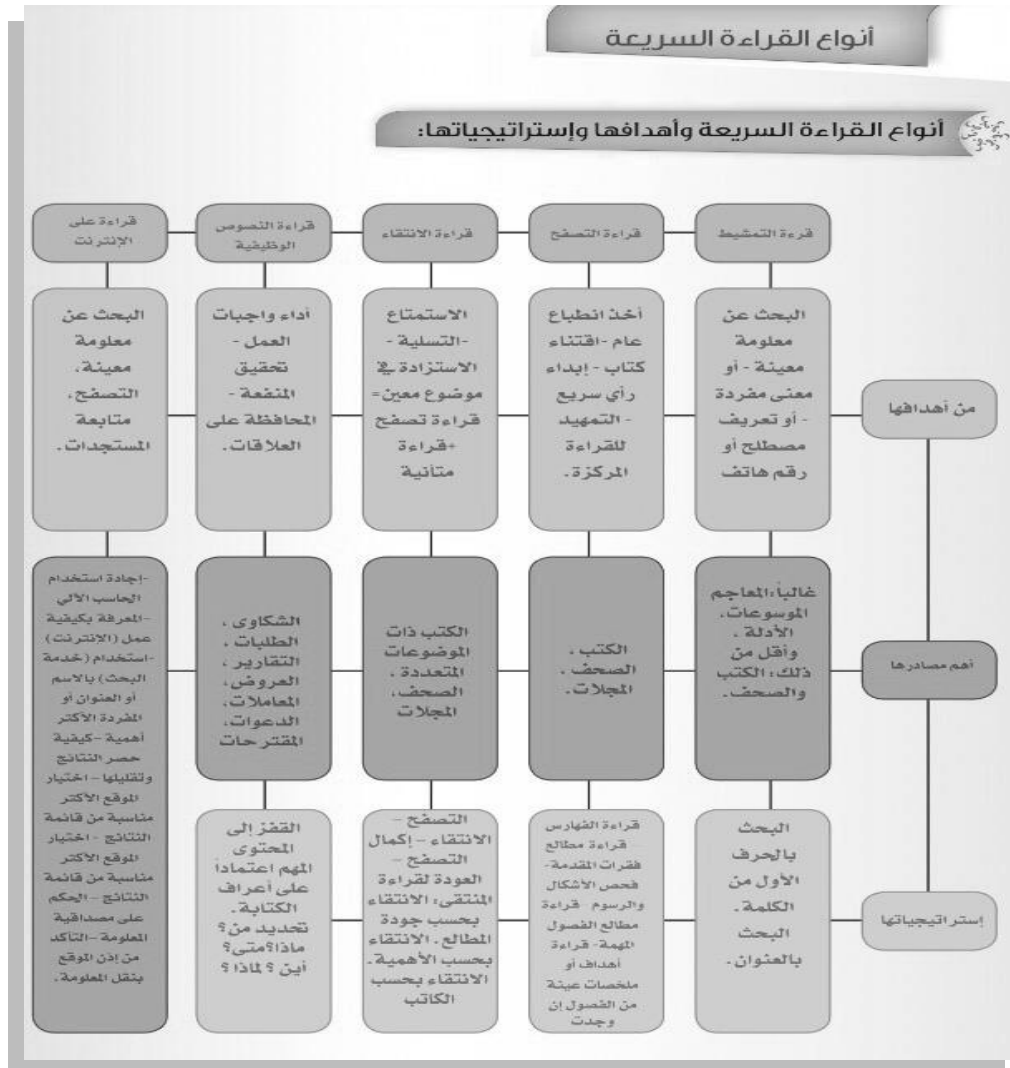 أنواع القراءة السريعة
أنواع القراءة السريعة وأهدافها وإستراتيجياتها:
قرءة التمشيط
قراءة التصفح
قراءة الانتقاء
قراءة النصوص
الوظيفية
قراءة على
الإنترنت
من أهدافها
البحث عن
معلومة
معينة - أو
معنى مفردة
- أو تعريف
مصطلح أو
رقم هاتف
أخذ انطباع
عام -اقتناء
كتاب - إبداء
رأي سريع
- التمهيد
للقراءة
المركزة.
الاستمتاع
-التسلية -
الاستزادة في
موضوع معين=
قراءة تصفح
+قراءة
متأنية
أداء واجبات
العمل -
تحقيق
المنفعة -
المحافظة على
العلاقات.
البحث عن
معلومة
معينة،
التصفح،
متابعة
المستجدات.
أهم مصادرها
غالباً:المعاجم
الموسوعات،
الأدلة ،
وأقل من
ذلك: الكتب
والصحف.
الكتب ،
الصحف ،
المجلات.
الكتب ذات
الموضوعات
المتعددة ،
الصحف،
المجلات
الشكاوى ،
الطلبات ،
التقارير ،
العروض،
المعاملات،
الدعوات،
المقترحات
-إجادة استخدام
الحاسب الآلي
-المعرفة بكيفية
عمل (الإنترنت)
-استخدام (خدمة
البحث) بالاسم
أو العنوان أو
المفردة الأكثر
أهمية -كيفية
حصر النتائج
وتقليلها - اختيار
الموقع الأكثر
مناسبة من قائمة
النتائج - اختيار
الموقع الأكثر
مناسبة من قائمة
النتائج - الحكم
على مصداقية
المعلومة -التأكد
من إذن الموقع
بنقل المعلومة.
إستراتيجياتها
البحث
بالحرف
الأول من
الكلمة.
البحث
بالعنوان.
قراءة الفهارس
- قراءة مطالع
فقرات المقدمة-
فحص الأشكال
والرسوم - قراءة
مطالع الفصول
المهمة- قراءة
أهداف أو
ملخصات عينة
من الفصول إن
وجدت
التصفح -
الانتقاء - إكمال
التصفح -
العودة لقراءة
المنتقى: الانتقاء
بحسب جودة
المطالع. الانتقاء
بحسب الأهمية.
الانتقاء بحسب
الكاتب
القفز إلى
المحتوى
المهم اعتماداً
على أعراف
الكتابة.
تحديد من؟
ماذا؟متى؟
أين ؟ لماذا ؟